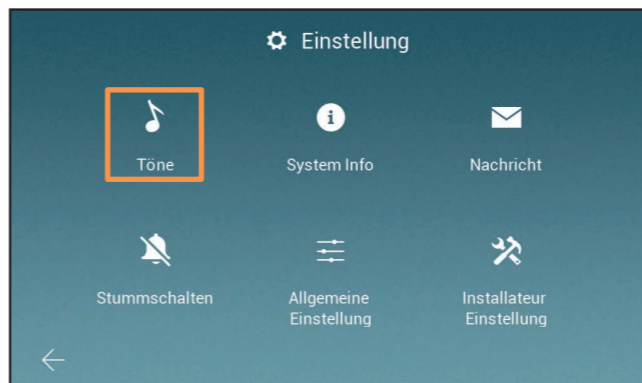 Einstellung
Töne
System Info
Nachricht
Stummschalten
Allgemeine
Einstellung
Installateur
Einstellung